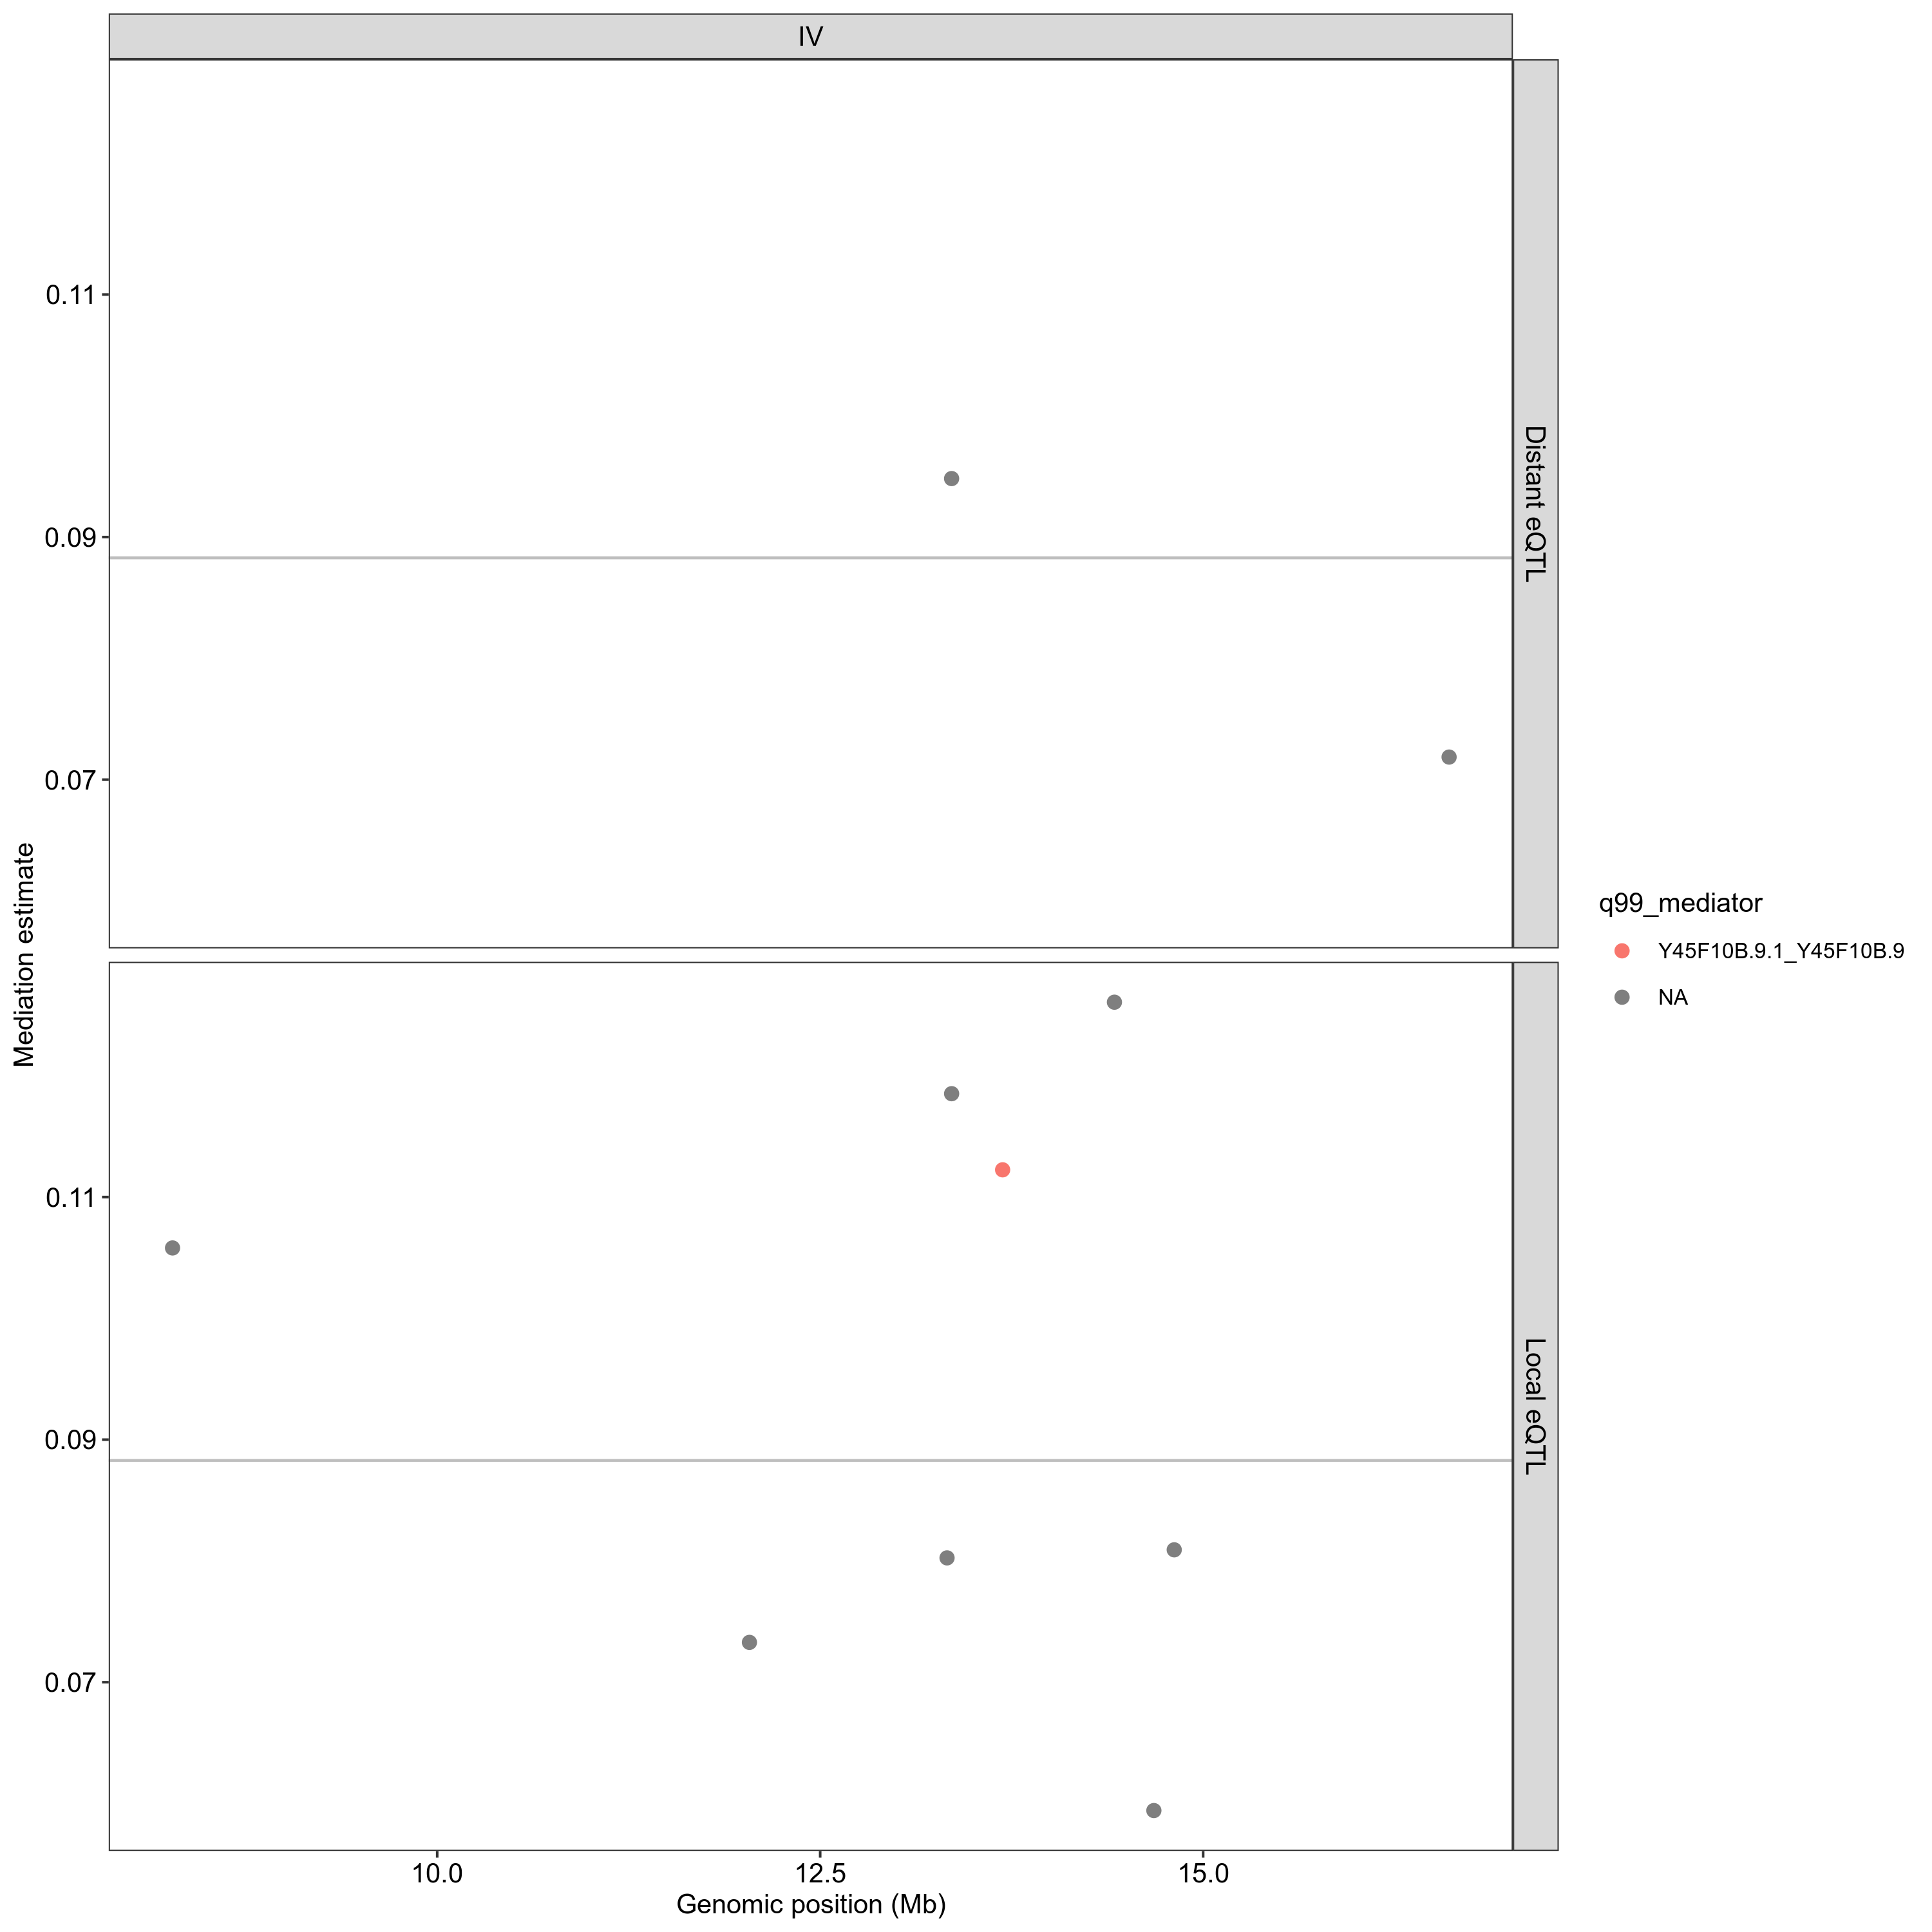 IV
0.11
0.09
0.07
Distant eQTL
Mediation estimate
0.11
0.09
0.07
Local eQTL
10.0
12.5
15.0
Genomic position (Mb)
q99_mediator
Y45F10B.9.1_Y45F10B.9
NA